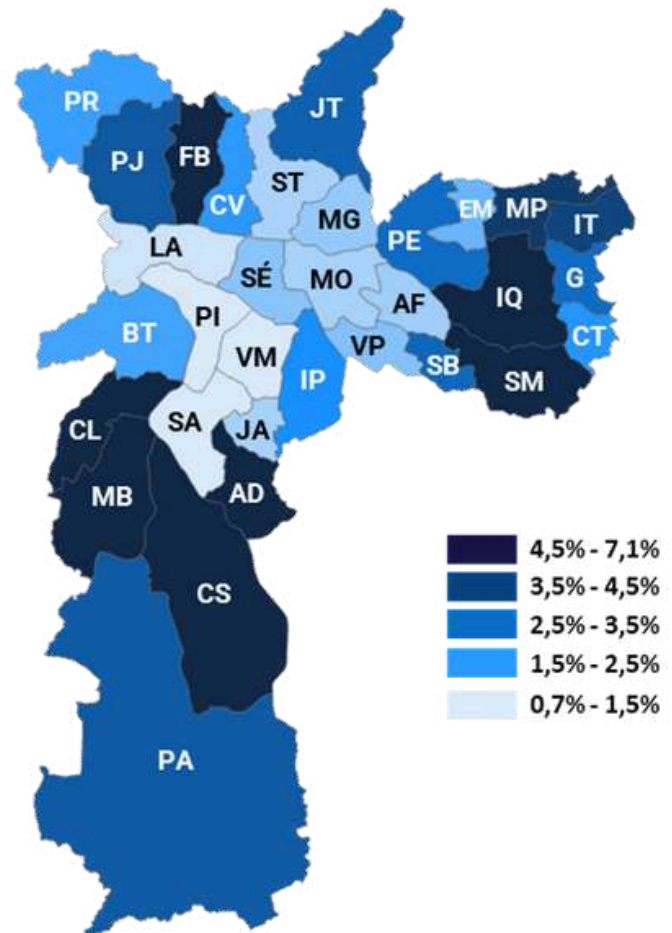 PR
JT
PJ
FB
CV
ST
MG
EM
MP
IT
PE
LA
SÉ
MO
G
AF
IQ
PI
BT
VM
VP
CT
IP
SB
SM
SA
JA
CL
MB
AD
CS
PA
4,5% - 7,1%
3,5% - 4,5%
2,5% - 3,5%
1,5% - 2,5%
0,7% - 1,5%